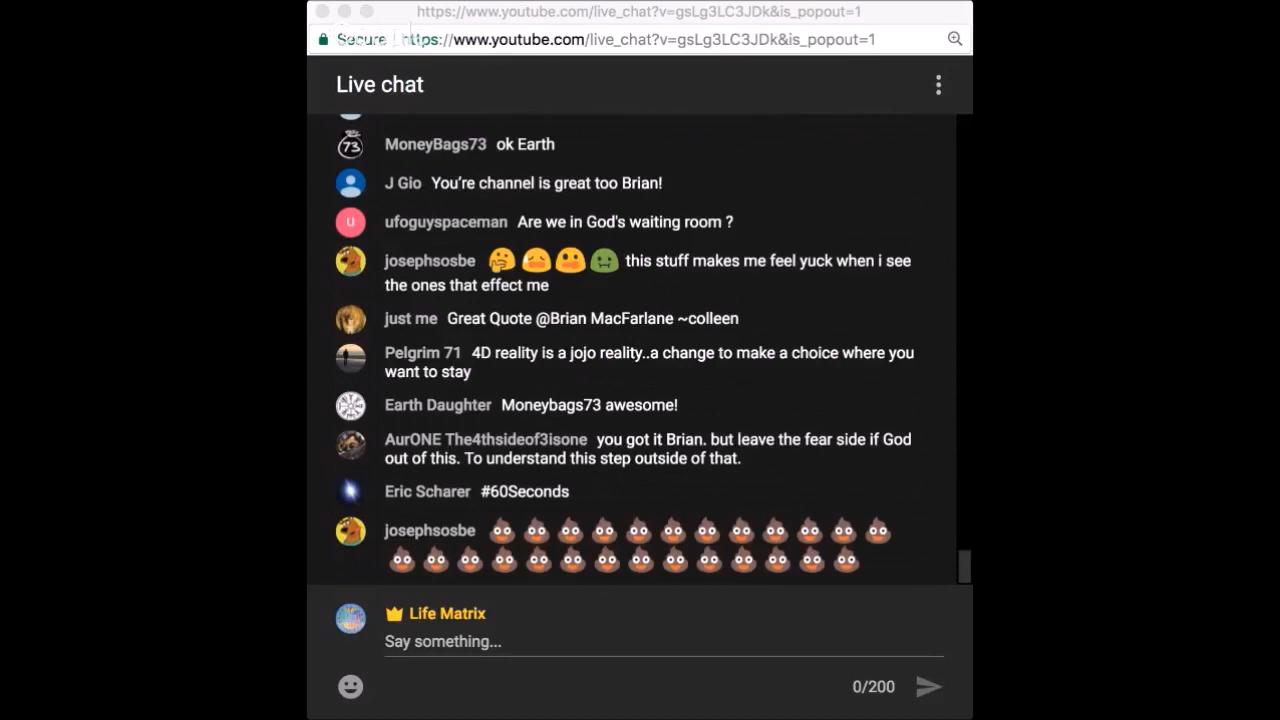 https://www.youtube.com/live_chat?v=gsLg3LC3JDk&is_popout=1
Secure https://www.youtube.com/live_chat?v=gsLg3LC3JDk&is_popout=1
Live chat
73
MoneyBags73 ok Earth
J Gio You’re channel is great too Brian!
u
ufoguyspaceman Are we in God's waiting room ?
josephsosbe 🤔 😥 😐 🤢 this stuff makes me feel yuck when i see
the ones that effect me
just me Great Quote @Brian MacFarlane ~colleen
Pelgrim 71 4D reality is a jojo reality..a change to make a choice where you
want to stay
Earth Daughter Moneybags73 awesome!
AurONE The4thsideof3isone you got it Brian. but leave the fear side if God
out of this. To understand this step outside of that.
Eric Scharer #60Seconds
josephsosbe 💩 💩 💩 💩 💩 💩 💩 💩 💩 💩 💩 💩
💩 💩 💩 💩 💩 💩 💩 💩 💩 💩 💩 💩 💩 💩
Life Matrix
Say something...
0/200